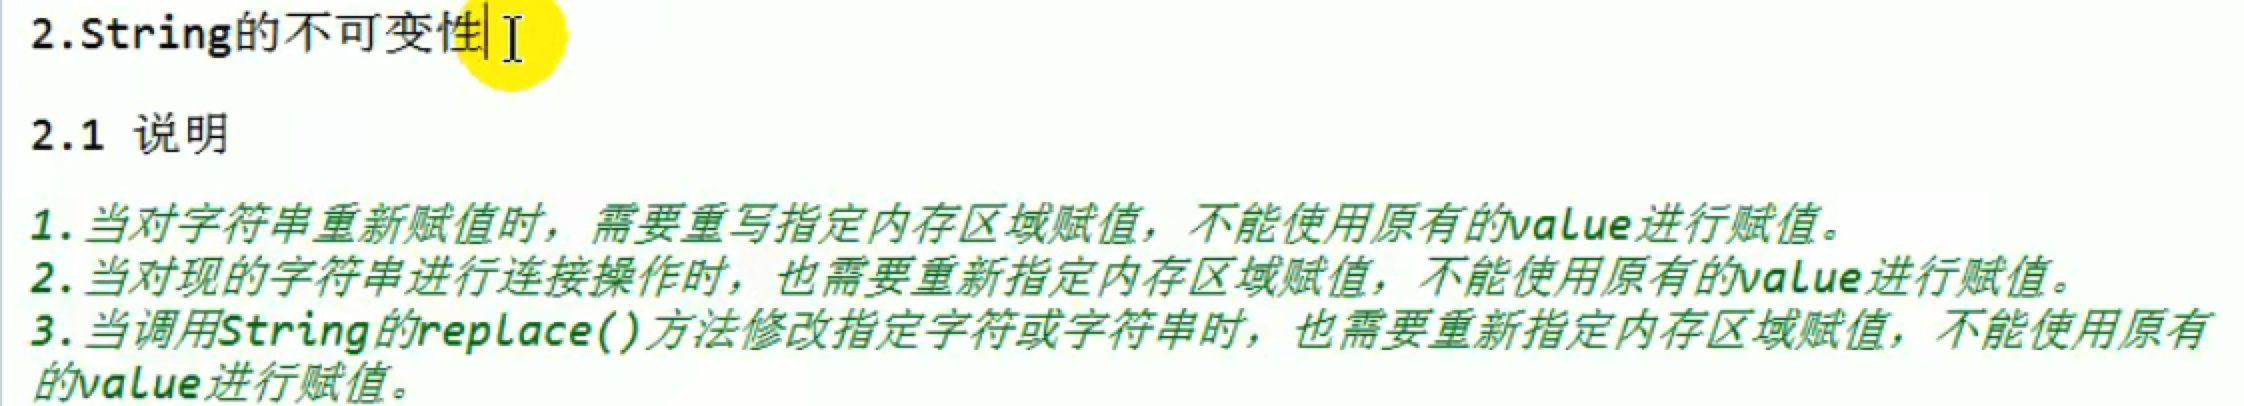 2.String的不可变性
2.1 说明
1.当对字符串重新赋值时，需要重写指定内存区域赋值，不能使用原有的value进行赋值。
2.当对现的字符串进行连接操作时，也需要重新指定内存区域赋值，不能使用原有的value进行赋值。
3.当调用String的replace()方法修改指定字符或字符串时，也需要重新指定内存区域赋值，不能使用原有
的value进行赋值。